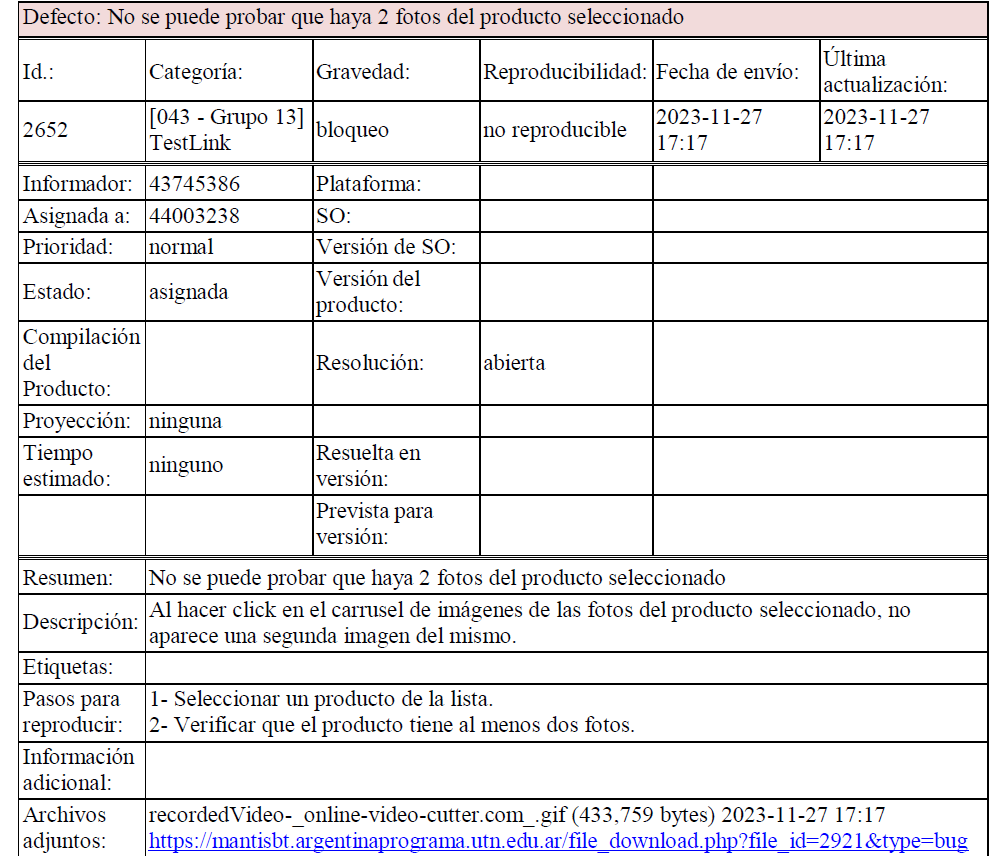 Defecto: No se puede probar que haya 2 fotos del producto seleccionado
Id.: Categoría: Gravedad: Reproducibilidad: Fecha de envío: Última
actualización:
2652 [043 - Grupo 13] bloqueo no reproducible 2023-11-27 2023-11-27
TestLink 17:17 17:17
Informador: 43745386 Plataforma:
Asignada a: 44003238 SO:
Prioridad: normal Versión de SO:
Estado: asignada Versión del
producto:
Compilación
del
Producto: Resolución: abierta
Proyección: ninguna
Tiempo
estimado: ninguno Resuelta en
versión:
Prevista para
versión:
Resumen: No se puede probar que haya 2 fotos del producto seleccionado
Descripción: Al hacer click en el carrusel de imágenes de las fotos del producto seleccionado, no
aparece una segunda imagen del mismo.
Etiquetas:
Pasos para 1- Seleccionar un producto de la lista.
reproducir: 2- Verificar que el producto tiene al menos dos fotos.
Información
adicional:
Archivos recordedVideo-_online-video-cutter.com_.gif (433,759 bytes) 2023-11-27 17:17
adjuntos: https://mantisbt.argentinaprograma.utn.edu.ar/file_download.php?file_id=2921&type=bug